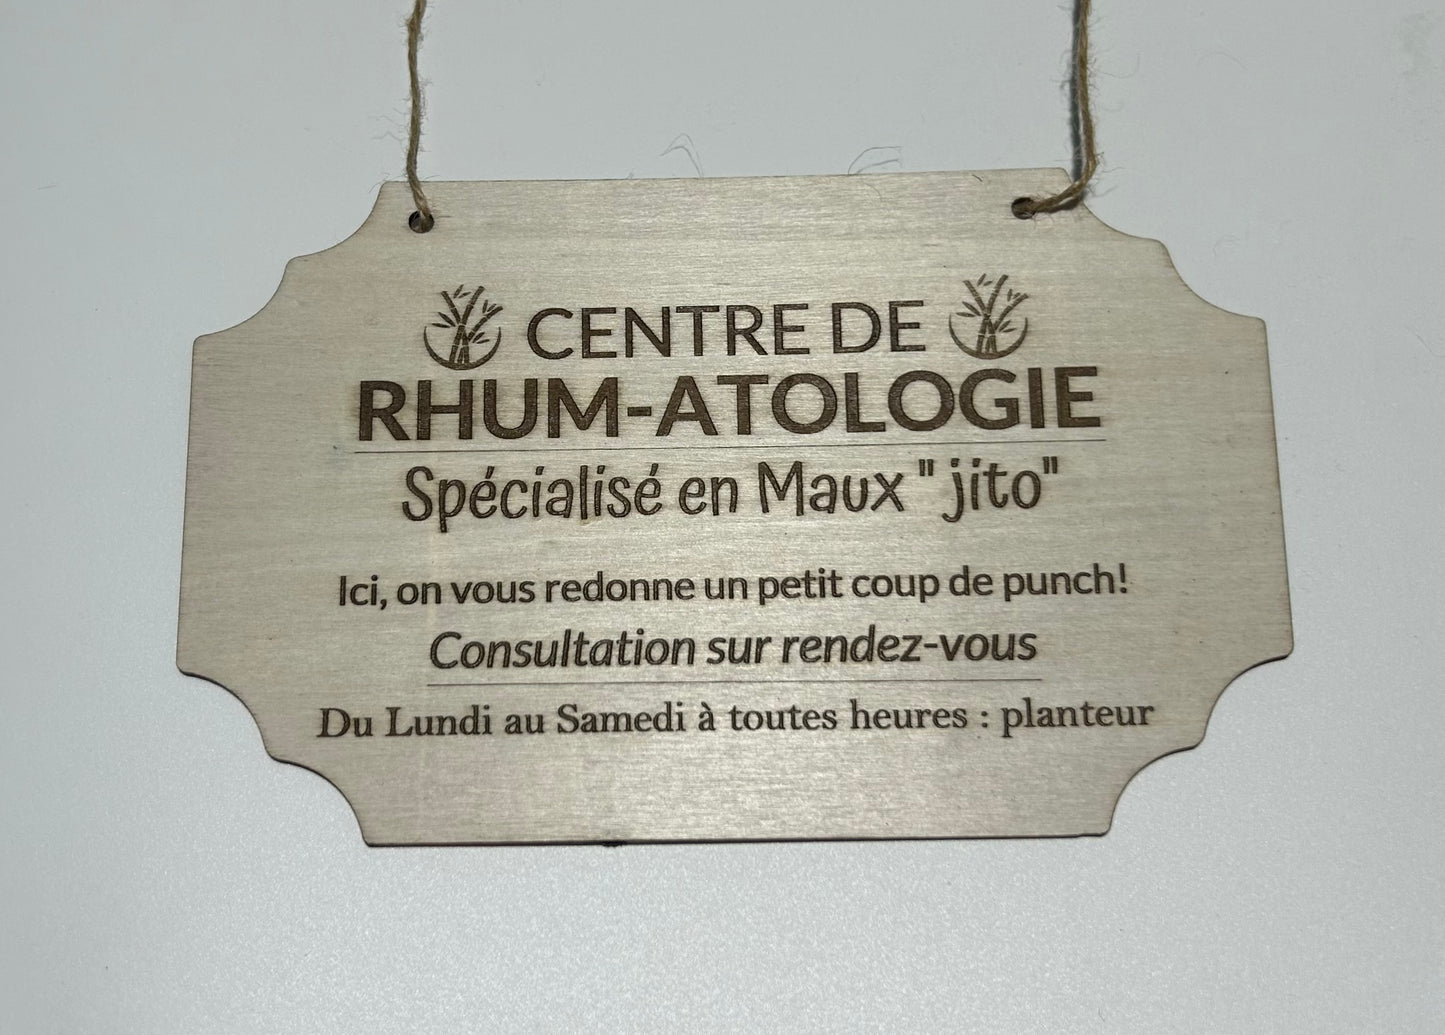 CENTRE DE
RHUM-ATOLOGIE
Spécialisé en Maux "jito"
Ici, on vous redonne un petit coup de punch!
Consultation sur rendez-vous
Du Lundi au Samedi à toutes heures : planteur